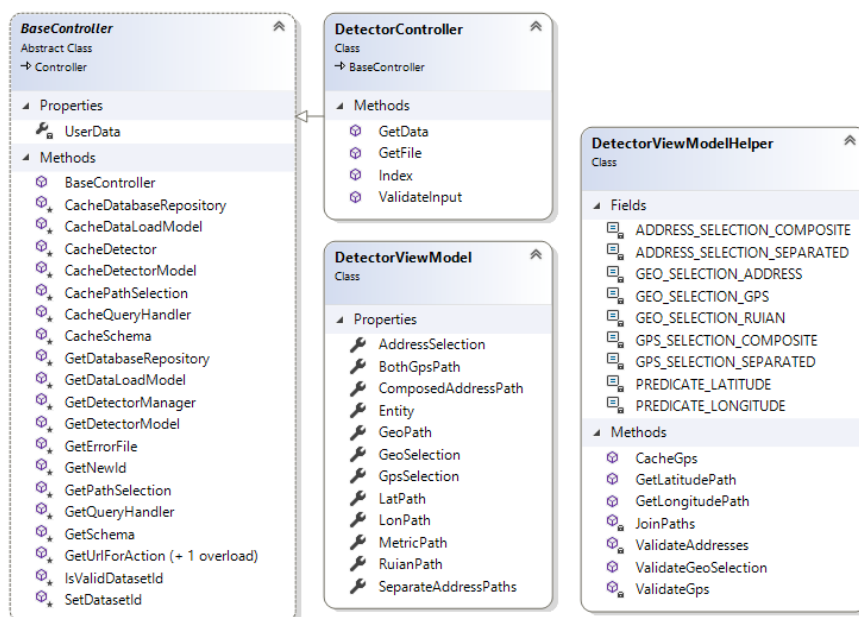 BaseController
Abstract Class
Controller
Properties
UserData
Methods
BaseController
CacheDatabaseRepository
CacheDataLoadModel
CacheDetector
CacheDetectorModel
CachePathSelection
CacheQueryHandler
CacheSchema
GetDatabaseRepository
GetDataLoadModel
GetDetectorManager
GetDetectorModel
GetErrorFile
GetNewId
GetPathSelection
GetQueryHandler
GetSchema
GetUrlForAction (+ 1 overload)
IsValidDatasetId
SetDatasetId
DetectorController
Class
BaseController
Methods
GetData
GetFile
Index
ValidateInput
DetectorViewModel
Class
Properties
AddressSelection
BothGpsPath
ComposedAddressPath
Entity
GeoPath
GeoSelection
GpsSelection
LatPath
LonPath
MetricPath
RuianPath
SeparateAddressPaths
DetectorViewModelHelper
Class
Fields
ADDRESS_SELECTION_COMPOSITE
ADDRESS_SELECTION_SEPARATED
GEO_SELECTION_ADDRESS
GEO_SELECTION_GPS
GEO_SELECTION_RUIAN
GPS_SELECTION_COMPOSITE
GPS_SELECTION_SEPARATED
PREDICATE_LATITUDE
PREDICATE_LONGITUDE
Methods
CacheGps
GetLatitudePath
GetLongitudePath
JoinPaths
ValidateAddresses
ValidateGeoSelection
ValidateGps